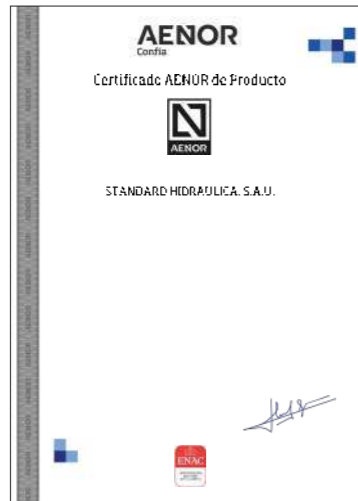 AENOR
Confía
Certificado AENOR de Producto
AENOR
STANDARD HIDRAULICA, S.A.U.
ENAC